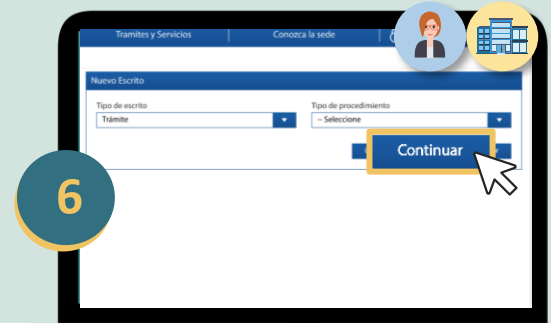 Tramites y Servicios
Conozca la sede
Nuevo Escrito
Tipo de escrito
Tipo de procedimiento
Trámite
-- Seleccione
Continuar
6